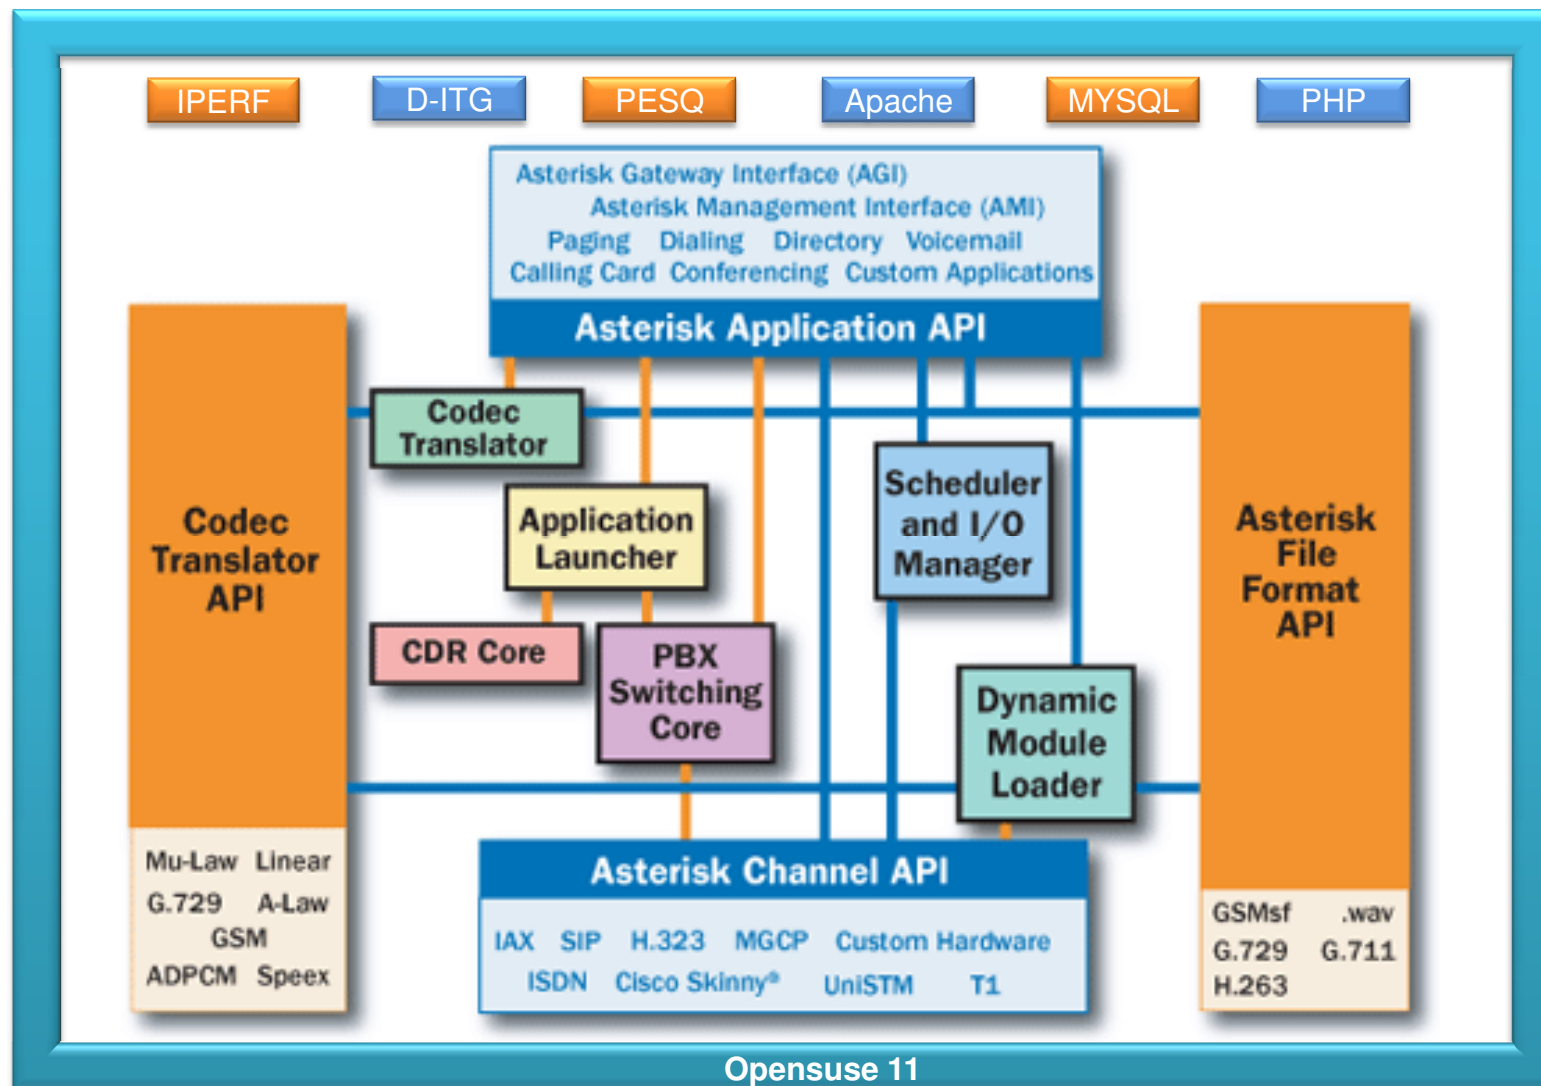 IPERF D-ITG PESQ Apache MYSQL PHP
Asterisk Gateway Interface (AGI)
Asterisk Management Interface (AMI)
Paging Dialing Directory Voicemail
Calling Card Conferencing Custom Applications
Asterisk Application API
Codec
Translator
Application
Launcher
CDR Core
PBX
Switching
Core
Scheduler
and I/O
Manager
Dynamic
Module
Loader
Codec
Translator
API
Mu-Law Linear
G.729 A-Law
GSM
ADPCM Speex
Asterisk
File
Format
API
GSMsf .wav
G.729 G.711
H.263
Asterisk Channel API
IAX SIP H.323 MGCP Custom Hardware
ISDN Cisco Skinny® UniSTM T1
Opensuse 11